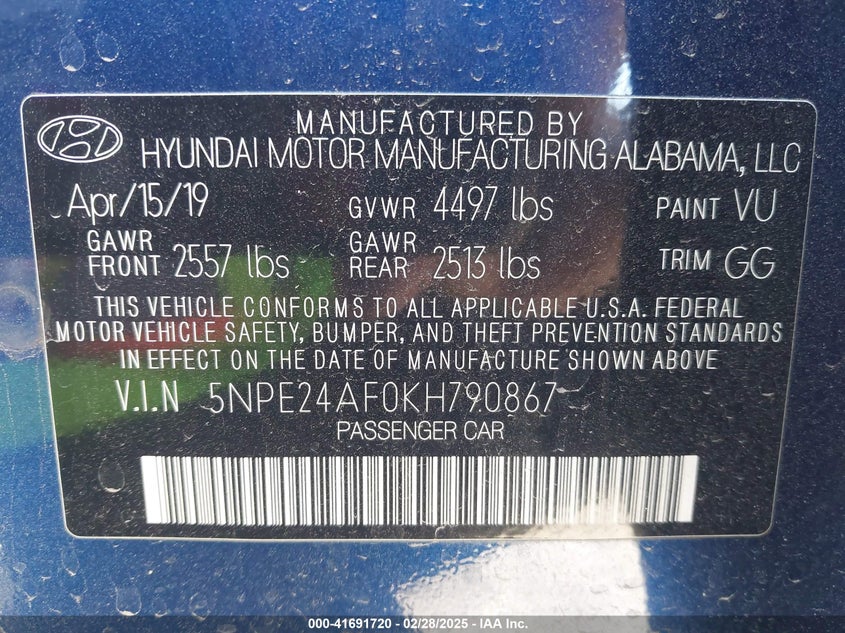 MANUFACTURED BY
HYUNDAI MOTOR MANUFACTURING ALABAMA, LLC
Apr/15/19 GVWR 4497 lbs PAINT VU
GAWR FRONT 2557 lbs GAWR REAR 2513 lbs TRIM GG
THIS VEHICLE CONFORMS TO ALL APPLICABLE U.S.A. FEDERAL
MOTOR VEHICLE SAFETY, BUMPER, AND THEFT PREVENTION STANDARDS
IN EFFECT ON THE DATE OF MANUFACTURE SHOWN ABOVE
V.I.N 5NPE24AF0KH790867
PASSENGER CAR
000-41691720 - 02/28/2025 - IAA Inc.